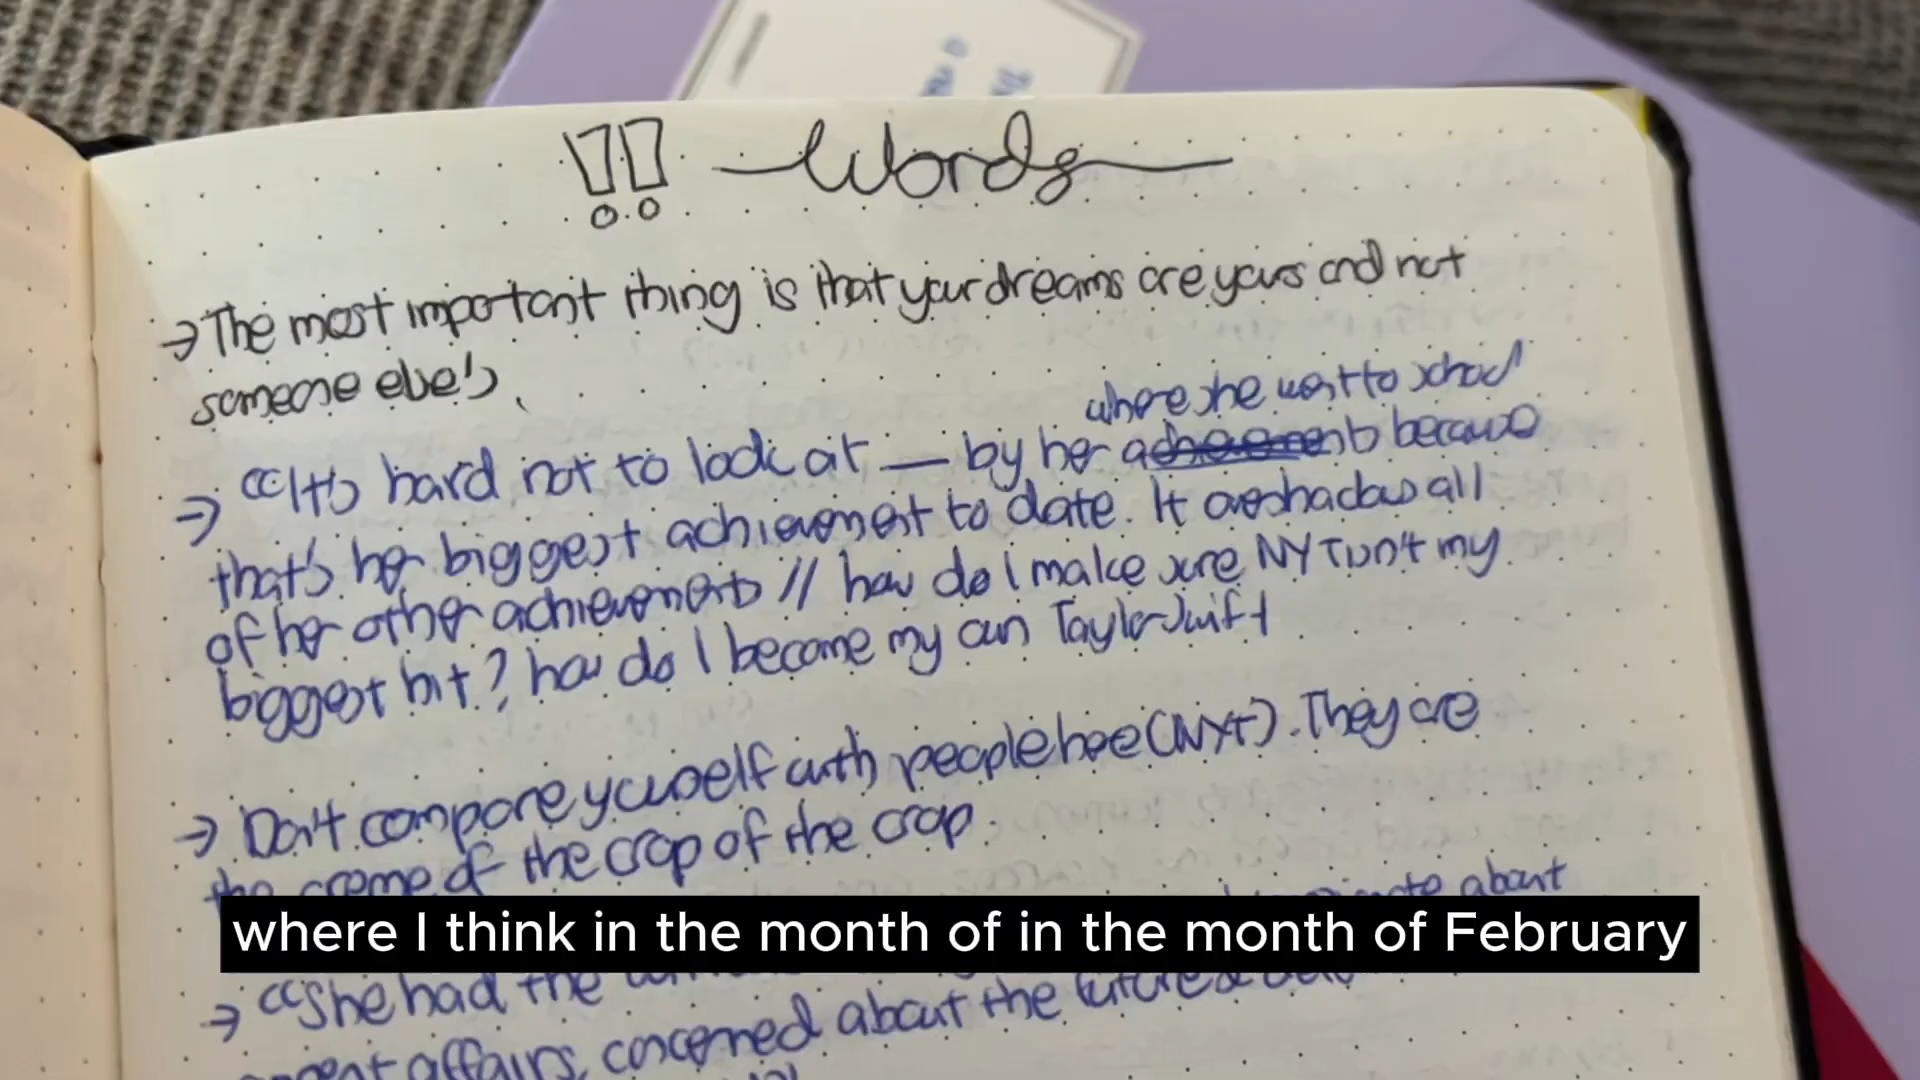 !! Words
→ The most important thing is that your dreams are yours and not
someone else's.
where she went to school
→ "It's hard not to look at — by her because
that's her biggest achievement to date. It overshadows all
of her other achievements // how do I make sure NYT isn't my
biggest hit? how do I become my own Taylor Swift
→ Don't compare yourself with people here (NYT). They are
the creme of the crop of the crop.
about
where I think in the month of in the month of February
→ "She had the
affairs, concerned about the future &